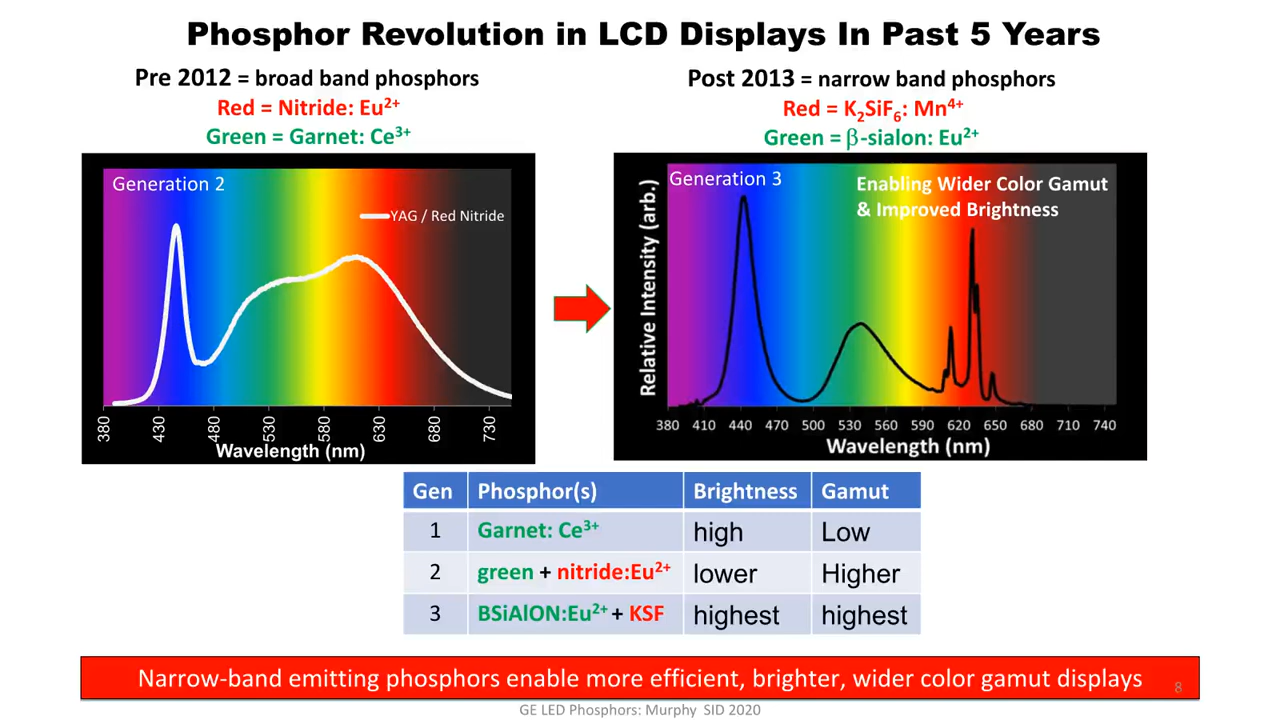 Phosphor Revolution in LCD Displays In Past 5 Years
Pre 2012 = broad band phosphors
Red = Nitride: Eu²⁺
Green = Garnet: Ce³⁺
Post 2013 = narrow band phosphors
Red = K₂SiF₆: Mn⁴⁺
Green = β-sialon: Eu²⁺
Generation 2
YAG / Red Nitride
380 430 480 530 580 630 680 730
Wavelength (nm)
Generation 3
Enabling Wider Color Gamut
& Improved Brightness
Relative Intensity (arb.)
380 410 440 470 500 530 560 590 620 650 680 710 740
Wavelength (nm)
Gen Phosphor(s) Brightness Gamut
1 Garnet: Ce³⁺ high Low
2 green + nitride:Eu²⁺ lower Higher
3 BSiAlON:Eu²⁺ + KSF highest highest
Narrow-band emitting phosphors enable more efficient, brighter, wider color gamut displays
8
GE LED Phosphors: Murphy SID 2020